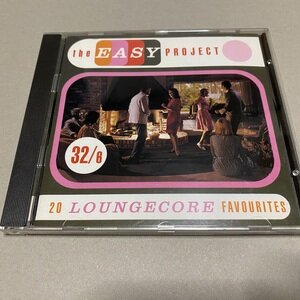 the EASY PROJECT
32/6
20 LOUNGECORE FAVOURITES